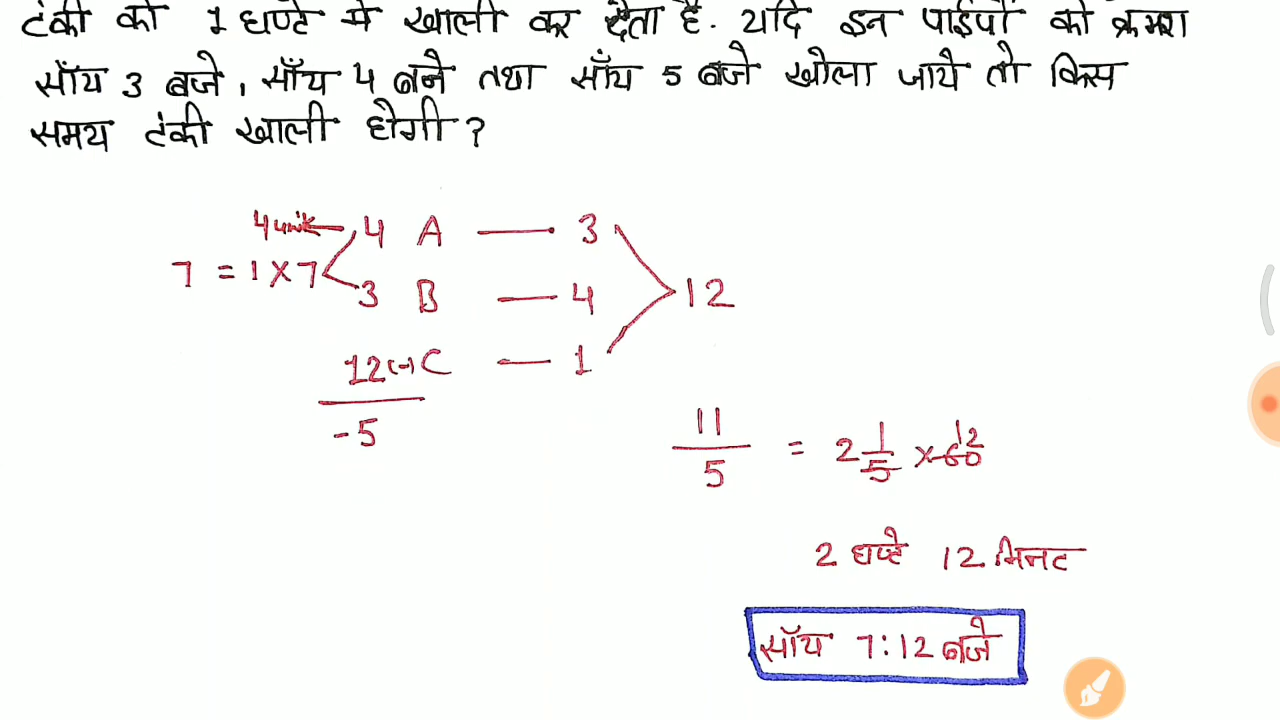 टंकी को 1 घण्टे में खाली कर देता है. यदि इन पाईपों को क्रमश
साँय 3 बजे, साँय 4 बजे तथा साँय 5 बजे खोला जाये तो किस
समय टंकी खाली होगी?
4 unit 4 A — 3
7 = 1 X 7
3 B — 4
12
12(-) C — 1
-5
11/5 = 2 1/5 x 60 12
2 घण्टे 12 मिनट
साँय 7:12 बजे